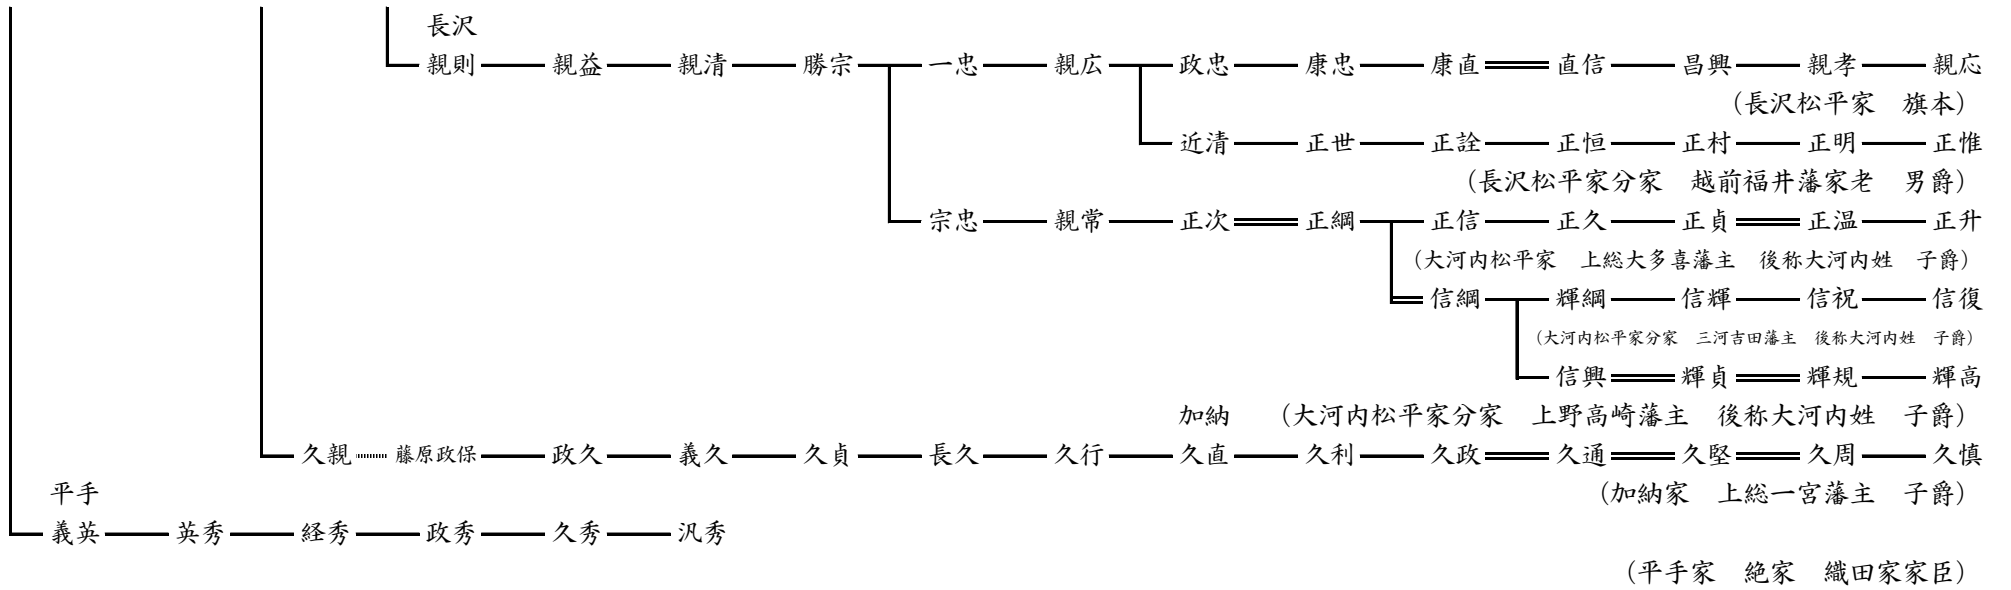 長沢
親則 親益 親清 勝宗 一忠 親広 政忠 康忠 康直 直信 昌興 親孝 親応
（長沢松平家　旗本）
近清 正世 正詮 正恒 正村 正明 正惟
（長沢松平家分家　越前福井藩家老　男爵）
宗忠 親常 正次 正綱 正信 正久 正貞 正温 正升
（大河内松平家　上総大多喜藩主　後称大河内姓　子爵）
信綱 輝綱 信輝 信祝 信復
（大河内松平家分家　三河吉田藩主　後称大河内姓　子爵）
信興 輝貞 輝規 輝高
加納 （大河内松平家分家　上野高崎藩主　後称大河内姓　子爵）
久親 藤原政保 政久 義久 久貞 長久 久行 久直 久利 久政 久通 久堅 久周 久慎
平手 （加納家　上総一宮藩主　子爵）
義英 英秀 経秀 政秀 久秀 汎秀
（平手家　絶家　織田家家臣）